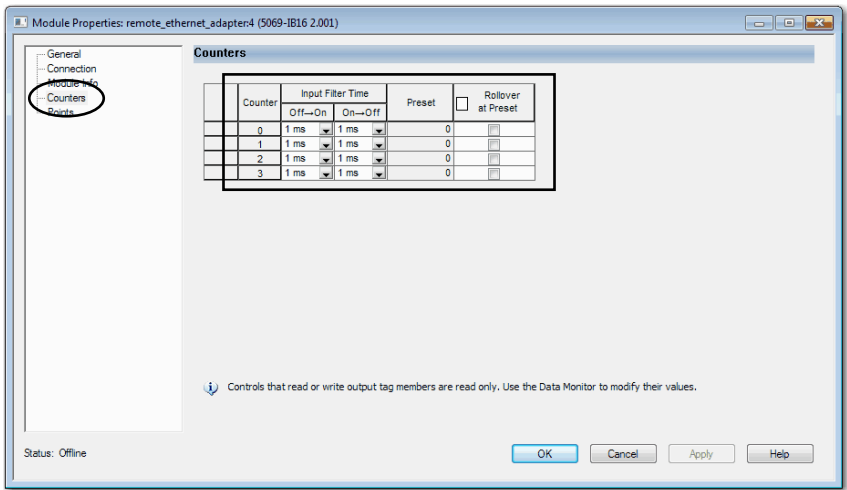 Module Properties: remote_ethernet_adapter:4 (5069-IB16 2.001)
General
Connection
Module Info
Counters
Points
Counters
Counter
Input Filter Time
Off→On
On→Off
Preset
Rollover
at Preset
0 1 ms 1 ms 0
1 1 ms 1 ms 0
2 1 ms 1 ms 0
3 1 ms 1 ms 0
Controls that read or write output tag members are read only. Use the Data Monitor to modify their values.
Status: Offline
OK
Cancel
Apply
Help